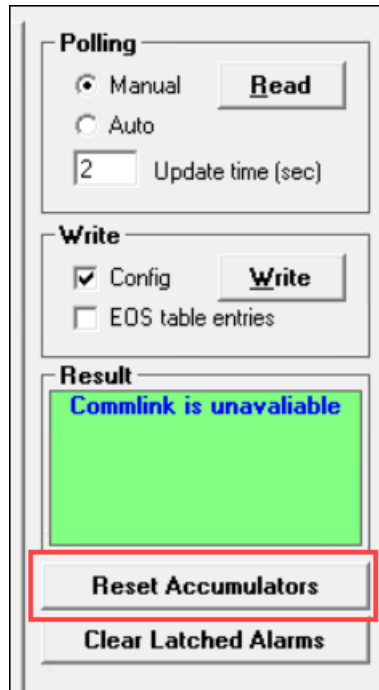 Polling
Manual
Read
Auto
2 Update time (sec)
Write
Config
Write
EOS table entries
Result
Commlink is unavaliable
Reset Accumulators
Clear Latched Alarms